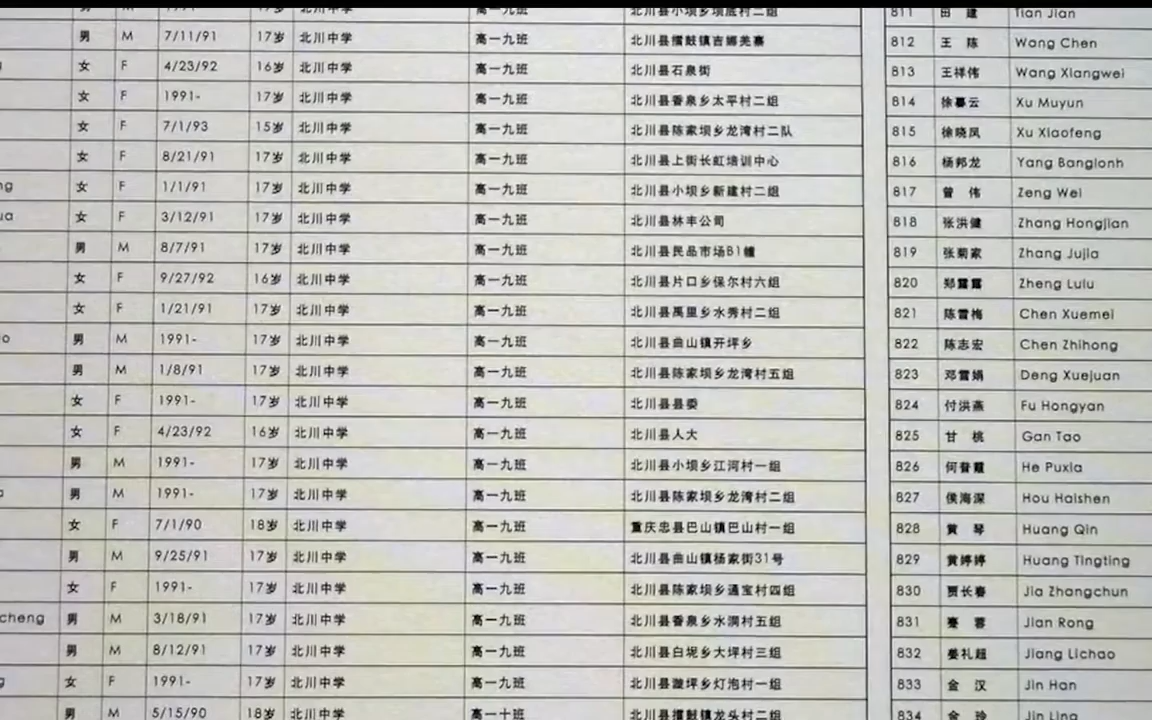 男 M 17岁 北川中学 高一九班 北川县小坝乡坝底村二组
男 M 7/11/91 17岁 北川中学 高一九班 北川县擂鼓镇吉娜羌寨
女 F 4/23/92 16岁 北川中学 高一九班 北川县石泉街
女 F 1991- 17岁 北川中学 高一九班 北川县香泉乡太平村二组
女 F 7/1/93 15岁 北川中学 高一九班 北川县陈家坝乡龙湾村二队
女 F 8/21/91 17岁 北川中学 高一九班 北川县上街长虹培训中心
ng 女 F 1/1/91 17岁 北川中学 高一九班 北川县小坝乡新建村二组
ua 女 F 3/12/91 17岁 北川中学 高一九班 北川县林丰公司
男 M 8/7/91 17岁 北川中学 高一九班 北川县民品市场B1幢
女 F 9/27/92 16岁 北川中学 高一九班 北川县片口乡保尔村六组
女 F 1/21/91 17岁 北川中学 高一九班 北川县禹里乡水秀村二组
o 男 M 1991- 17岁 北川中学 高一九班 北川县曲山镇开坪乡
男 M 1/8/91 17岁 北川中学 高一九班 北川县陈家坝乡龙湾村五组
女 F 1991- 17岁 北川中学 高一九班 北川县县委
女 F 4/23/92 16岁 北川中学 高一九班 北川县人大
男 M 1991- 17岁 北川中学 高一九班 北川县小坝乡江河村一组
男 M 1991- 17岁 北川中学 高一九班 北川县陈家坝乡龙湾村二组
女 F 7/1/90 18岁 北川中学 高一九班 重庆忠县巴山镇巴山村一组
男 M 9/25/91 17岁 北川中学 高一九班 北川县曲山镇杨家街31号
女 F 1991- 17岁 北川中学 高一九班 北川县陈家坝乡通宝村四组
cheng 男 M 3/18/91 17岁 北川中学 高一九班 北川县香泉乡水洞村五组
男 M 8/12/91 17岁 北川中学 高一九班 北川县白坭乡大坪村三组
g 女 F 1991- 17岁 北川中学 高一九班 北川县漩坪乡灯泡村一组
男 M 5/15/90 18岁 北川中学 高一十班 北川县擂鼓镇龙头村二组
811 田 建 Tian Jian
812 王 陈 Wang Chen
813 王祥伟 Wang Xiangwei
814 徐暮云 Xu Muyun
815 徐晓凤 Xu Xiaofeng
816 杨邦龙 Yang Banglonh
817 曾 伟 Zeng Wei
818 张洪健 Zhang Hongjian
819 张菊家 Zhang Jujia
820 郑露露 Zheng Lulu
821 陈雪梅 Chen Xuemei
822 陈志宏 Chen Zhihong
823 邓雪娟 Deng Xuejuan
824 付洪燕 Fu Hongyan
825 甘 桃 Gan Tao
826 何普霞 He Puxia
827 侯海深 Hou Haishen
828 黄 琴 Huang Qin
829 黄婷婷 Huang Tingting
830 贾长春 Jia Zhangchun
831 蹇 蓉 Jian Rong
832 姜礼超 Jiang Lichao
833 金 汉 Jin Han
834 金 玲 Jin Ling